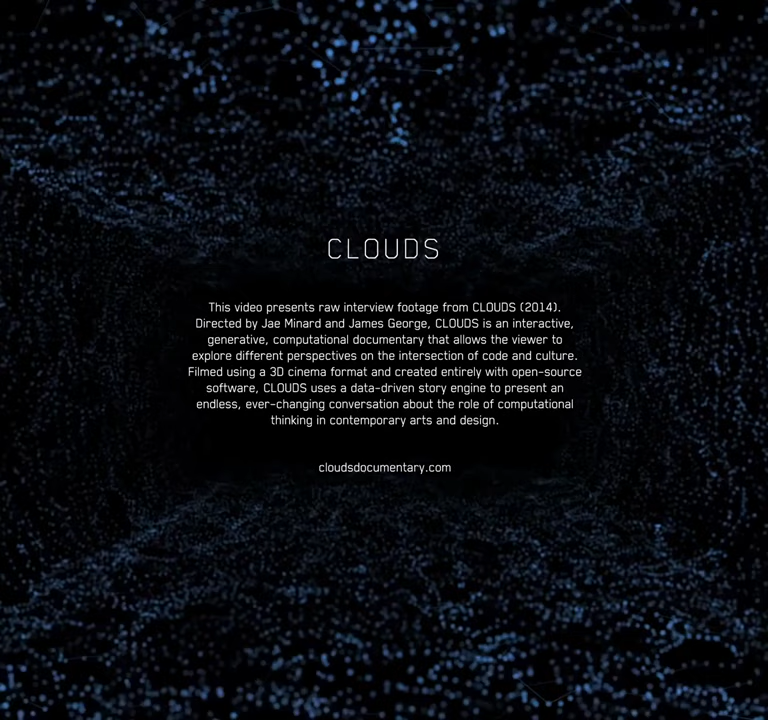 CLOUDS
This video presents raw interview footage from CLOUDS (2014).
Directed by Jae Minard and James George, CLOUDS is an interactive,
generative, computational documentary that allows the viewer to
explore different perspectives on the intersection of code and culture.
Filmed using a 3D cinema format and created entirely with open-source
software, CLOUDS uses a data-driven story engine to present an
endless, ever-changing conversation about the role of computational
thinking in contemporary arts and design.
cloudsdocumentary.com